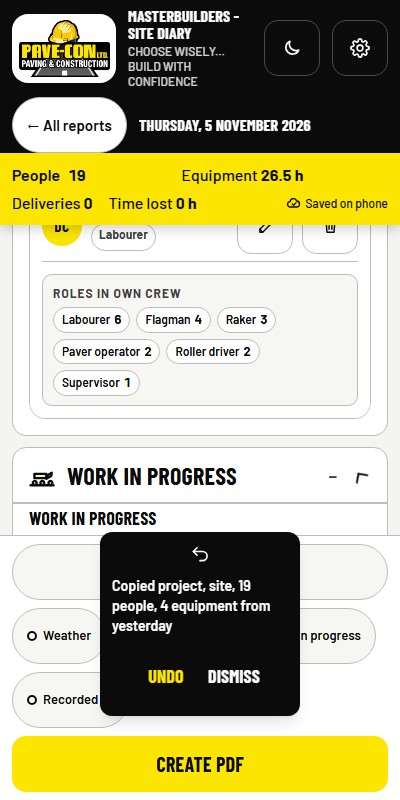 PAVE-CON LTD.
PAVING & CONSTRUCTION
MASTERBUILDERS -
SITE DIARY
CHOOSE WISELY...
BUILD WITH
CONFIDENCE
← All reports
THURSDAY, 5 NOVEMBER 2026
People 19
Equipment 26.5 h
Deliveries 0
Time lost 0 h
Saved on phone
DC
Labourer
ROLES IN OWN CREW
Labourer 6
Flagman 4
Raker 3
Paver operator 2
Roller driver 2
Supervisor 1
WORK IN PROGRESS
WORK IN PROGRESS
Copied project, site, 19
people, 4 equipment from
yesterday
UNDO
DISMISS
Weather
n progress
Recorded
CREATE PDF